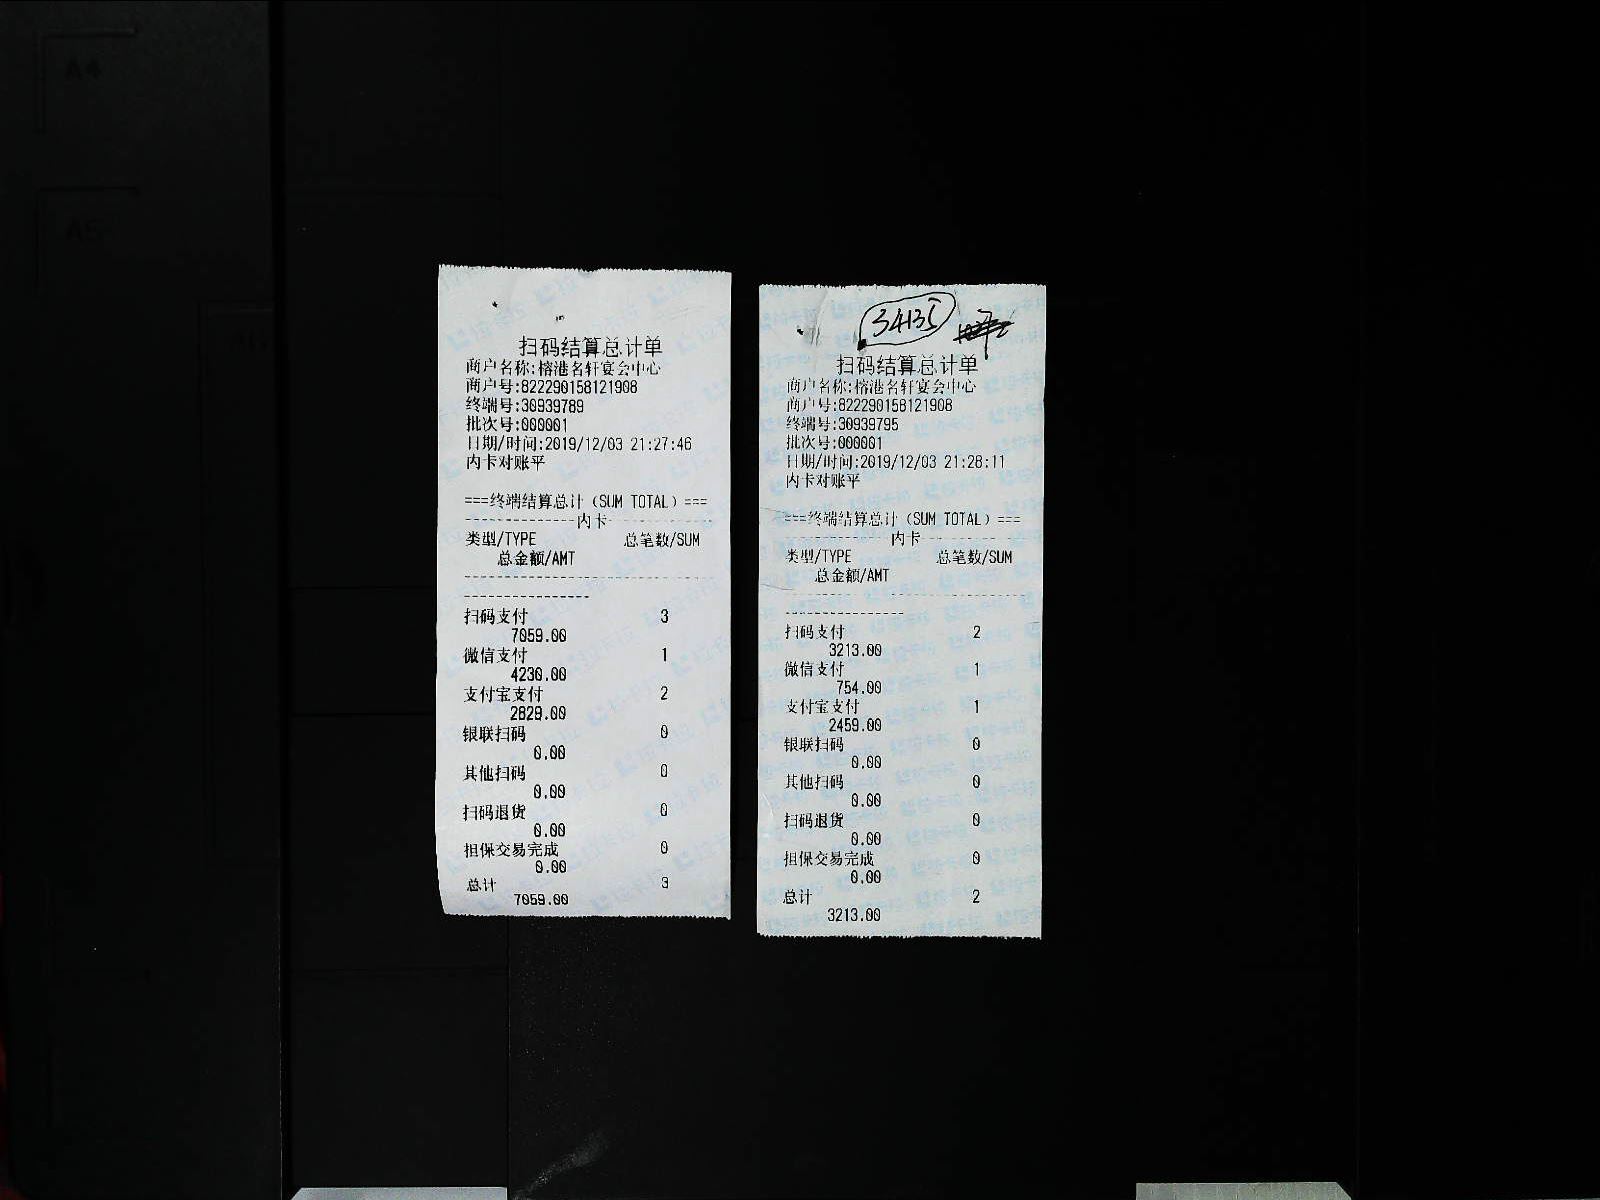 A4
A5
扫码结算总计单
商户名称:榕港名轩宴会中心
商户号:822290158121908
终端号:30939789
批次号:000001
日期/时间:2019/12/03 21:27:46
内卡对账平
===终端结算总计（SUM TOTAL）===
--------------内卡--------------
类型/TYPE 总笔数/SUM
总金额/AMT
扫码支付 3
7059.00
微信支付 1
4230.00
支付宝支付 2
2829.00
银联扫码 0
0.00
其他扫码 0
0.00
扫码退货 0
0.00
担保交易完成 0
0.00
总计 3
7059.00
34135
扫码结算总计单
商户名称:榕港名轩宴会中心
商户号:822290158121908
终端号:30939795
批次号:000001
日期/时间:2019/12/03 21:28:11
内卡对账平
===终端结算总计（SUM TOTAL）===
--------------内卡--------------
类型/TYPE 总笔数/SUM
总金额/AMT
扫码支付 2
3213.00
微信支付 1
754.00
支付宝支付 1
2459.00
银联扫码 0
0.00
其他扫码 0
0.00
扫码退货 0
0.00
担保交易完成 0
0.00
总计 2
3213.00